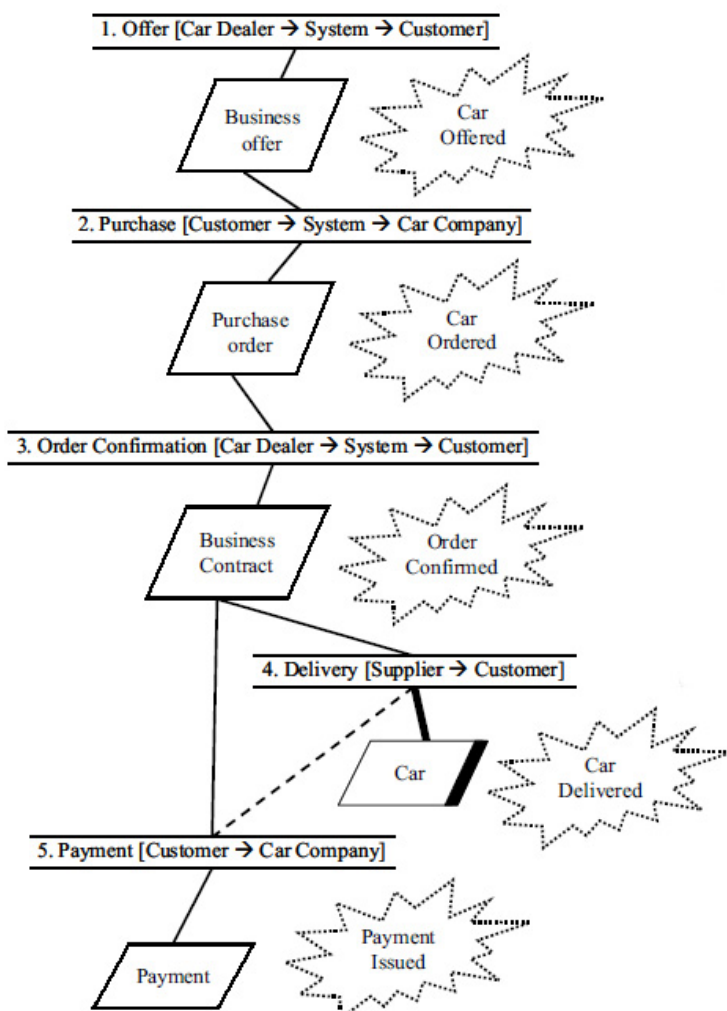 1. Offer [Car Dealer → System → Customer]
Business
offer
Car
Offered
2. Purchase [Customer → System → Car Company]
Purchase
order
Car
Ordered
3. Order Confirmation [Car Dealer → System → Customer]
Business
Contract
Order
Confirmed
4. Delivery [Supplier → Customer]
Car
Car
Delivered
5. Payment [Customer → Car Company]
Payment
Payment
Issued